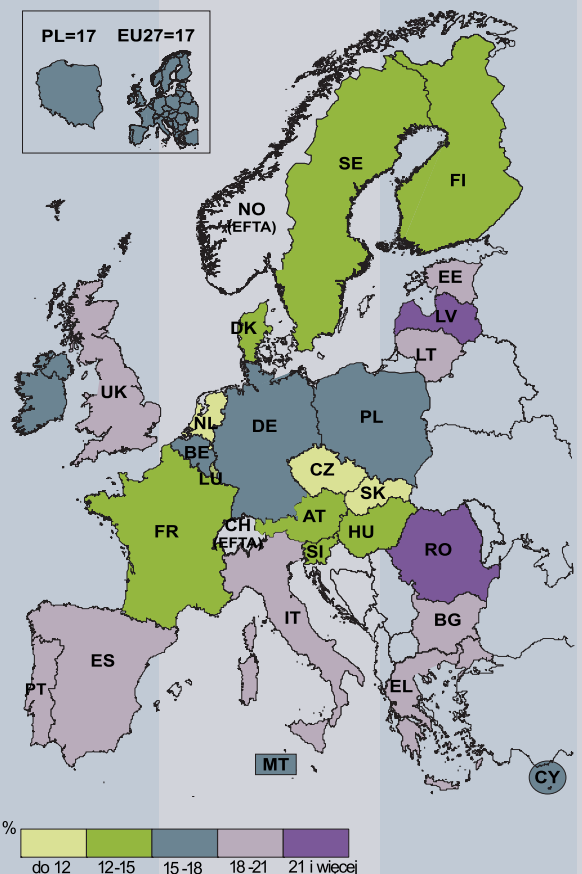 PL=17 EU27=17
SE
FI
NO
(EFTA)
EE
LV
DK
LT
UK
PL
NL
DE
BE
CZ
LU
SK
AT
CH
(EFTA)
FR
HU
SI
RO
IT
BG
ES
PT
EL
MT
CY
%
do 12 12-15 15-18 18-21 21 i więcej